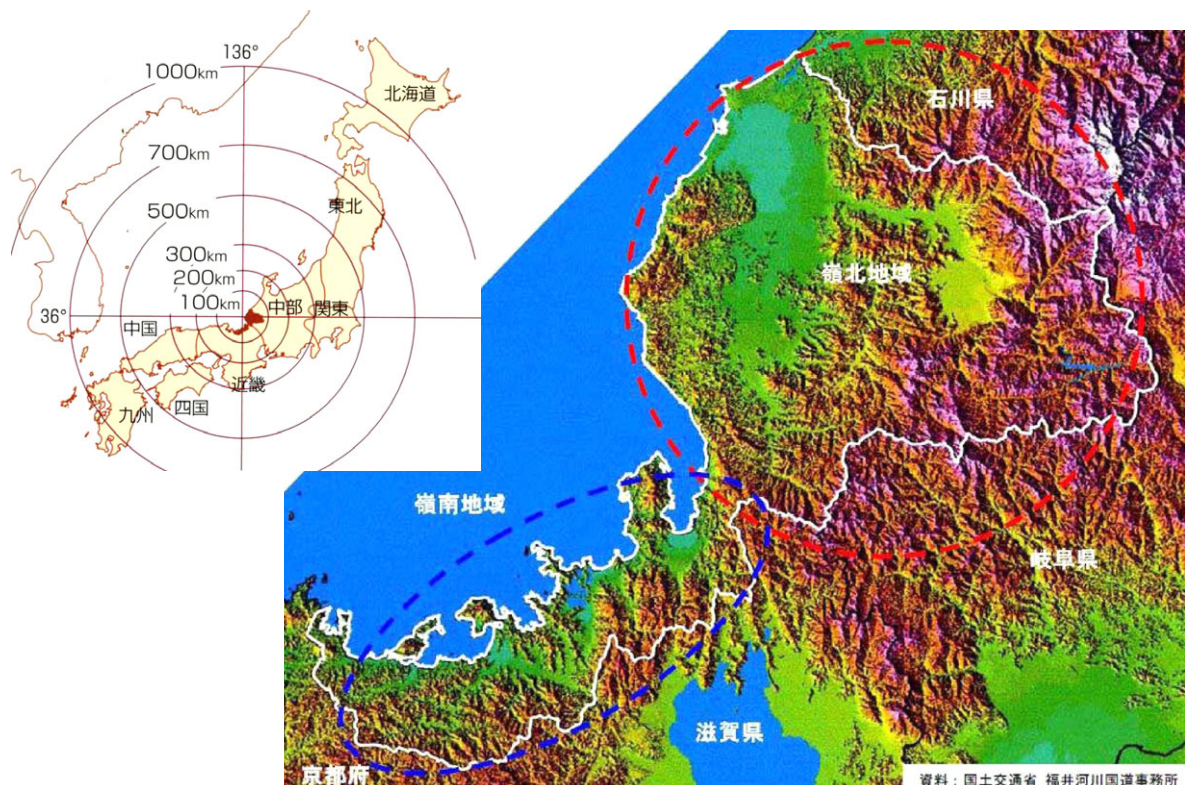 136°
1000km
北海道
700km
東北
500km
300km
200km
100km
中部
関東
36°
中国
近畿
四国
九州
石川県
嶺北地域
嶺南地域
岐阜県
滋賀県
京都府
資料：国土交通省 福井河川国道事務所